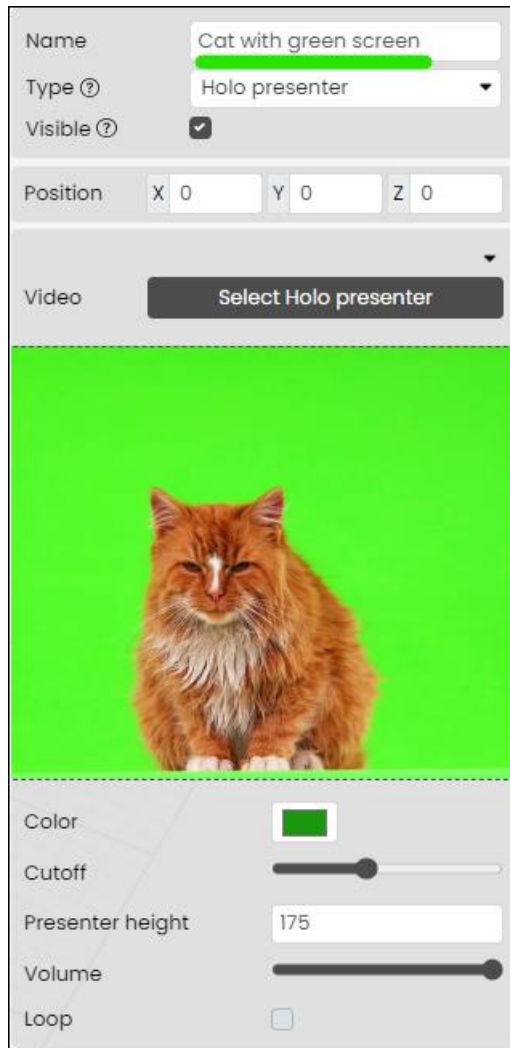 Name Cat with green screen
Type ? Holo presenter
Visible ?
Position X 0 Y 0 Z 0
Video Select Holo presenter
Color
Cutoff
Presenter height 175
Volume
Loop